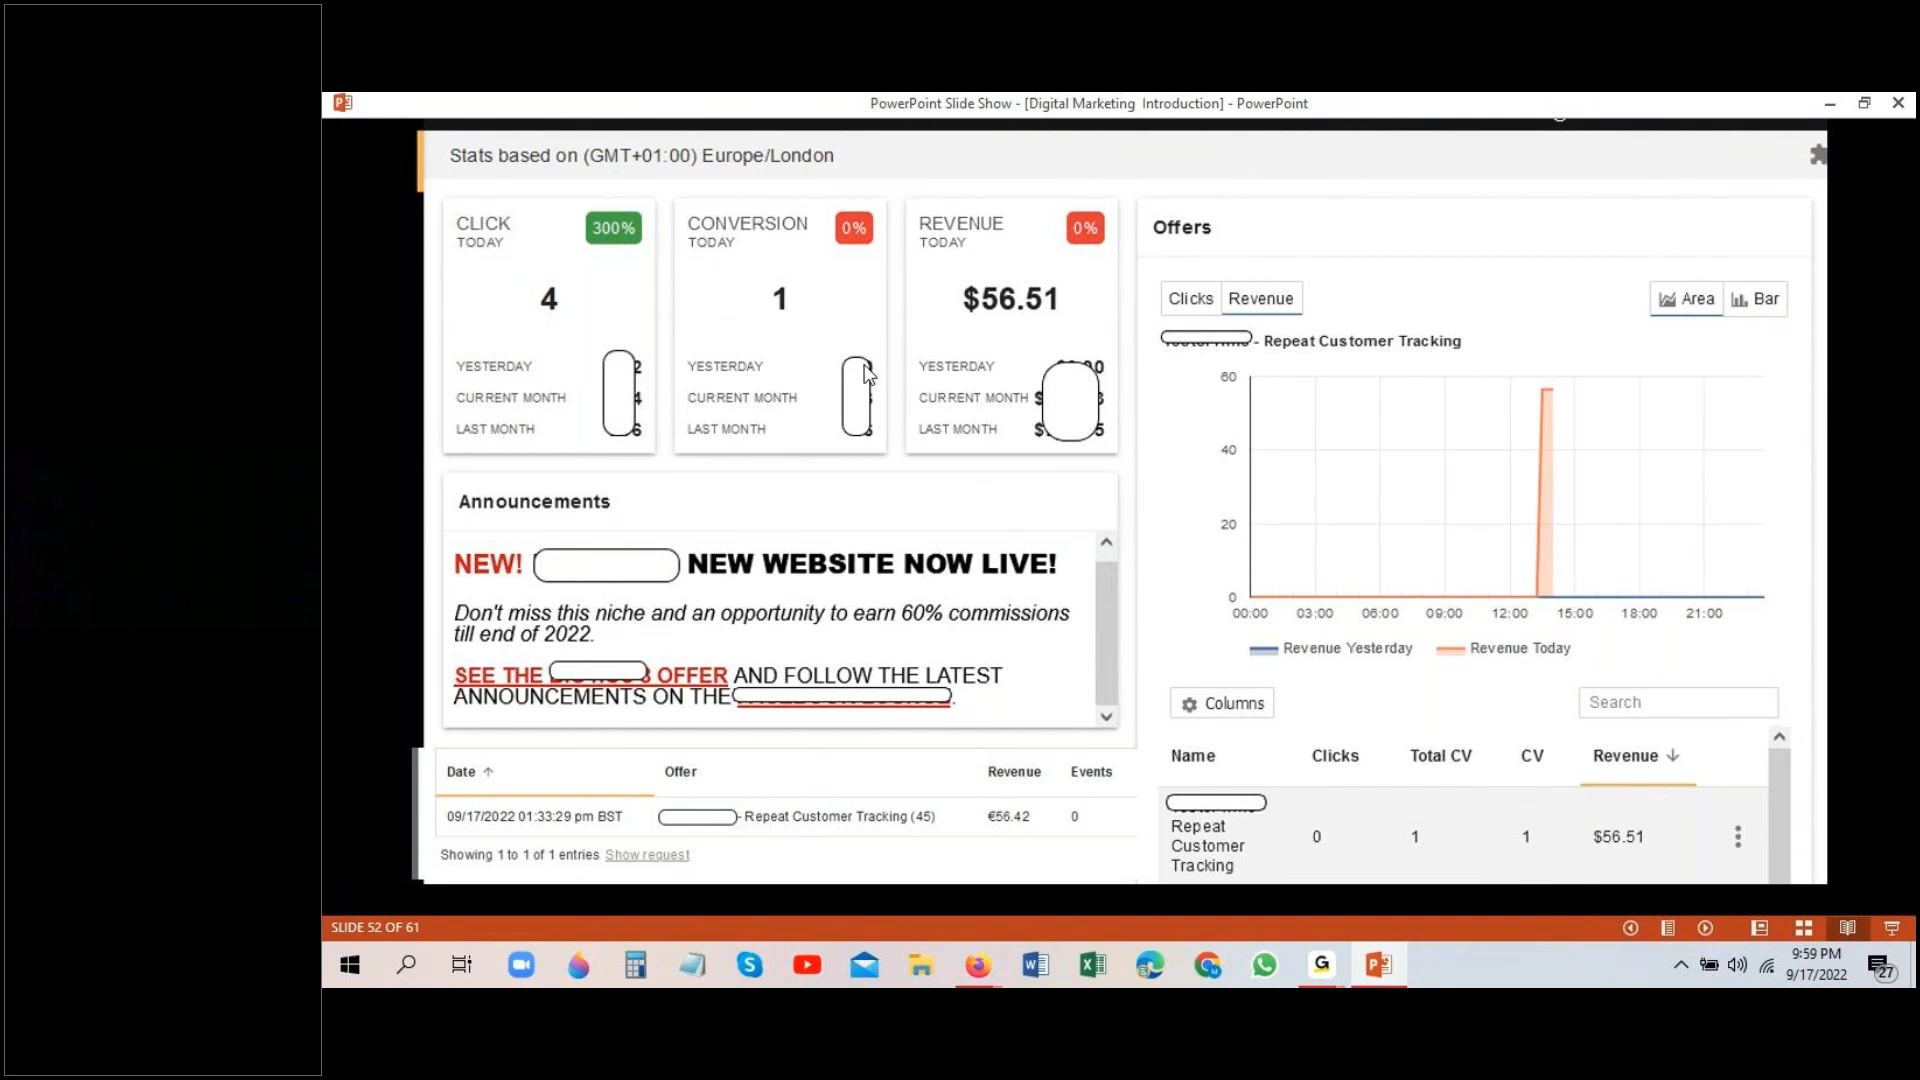 PowerPoint Slide Show - [Digital Marketing  Introduction] - PowerPoint
Stats based on (GMT+01:00) Europe/London
CLICK
TODAY
300%
4
YESTERDAY
CURRENT MONTH
LAST MONTH
CONVERSION
TODAY
0%
1
YESTERDAY
CURRENT MONTH
LAST MONTH
REVENUE
TODAY
0%
$56.51
YESTERDAY
CURRENT MONTH
LAST MONTH
Announcements
NEW! NEW WEBSITE NOW LIVE!
Don't miss this niche and an opportunity to earn 60% commissions
till end of 2022.
SEE THE OFFER AND FOLLOW THE LATEST
ANNOUNCEMENTS ON THE
Date Offer Revenue Events
09/17/2022 01:33:29 pm BST - Repeat Customer Tracking (45) €56.42 0
Showing 1 to 1 of 1 entries Show request
Offers
Clicks Revenue Area Bar
- Repeat Customer Tracking
60
40
20
0
00:00 03:00 06:00 09:00 12:00 15:00 18:00 21:00
Revenue Yesterday Revenue Today
Columns Search
Name Clicks Total CV CV Revenue
Repeat
Customer
Tracking
0 1 1 $56.51
SLIDE 52 OF 61
9:59 PM
9/17/2022
27